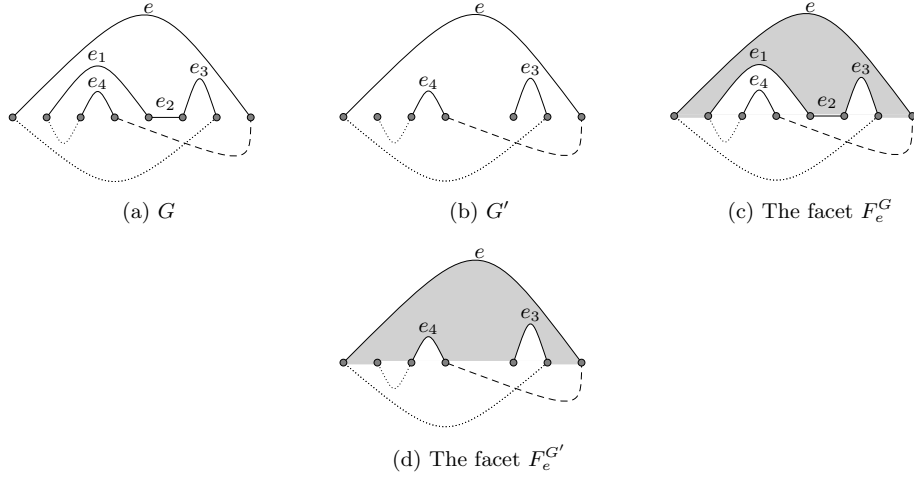 e e e
e₁ e₁
e₃ e₃ e₃
e₄ e₄ e₄
e₂ e₂
(a) G (b) G′ (c) The facet F_e^G
e
e₃
e₄
(d) The facet F_e^{G′}